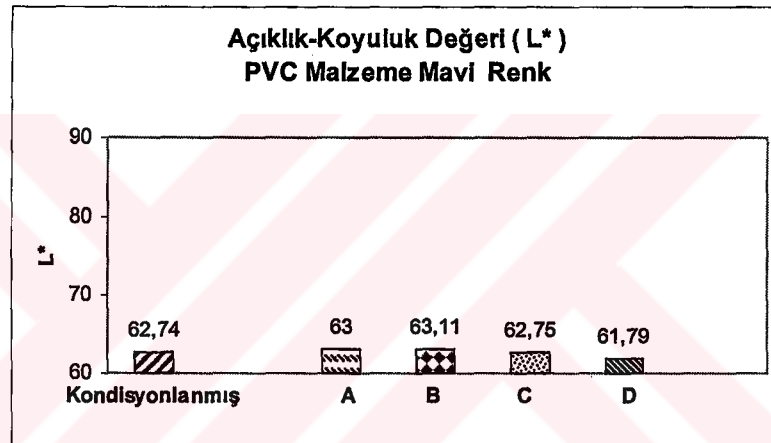 Açıklık-Koyuluk Değeri ( L* )
PVC Malzeme Mavi Renk
90
80
L*
70
62,74 63 63,11 62,75 61,79
60
Kondisyonlanmış A B C D